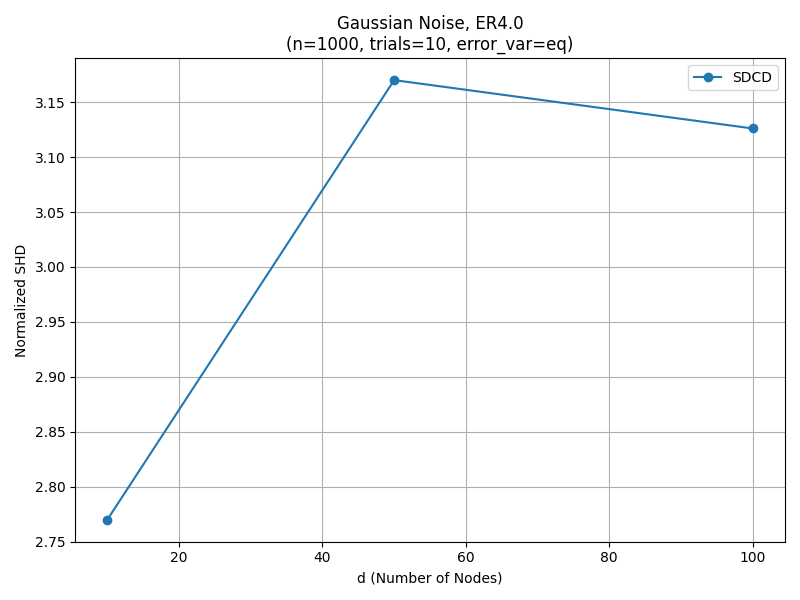 Gaussian Noise, ER4.0
(n=1000, trials=10, error_var=eq)
SDCD
3.15
3.10
3.05
3.00
2.95
2.90
2.85
2.80
2.75
Normalized SHD
20 40 60 80 100
d (Number of Nodes)